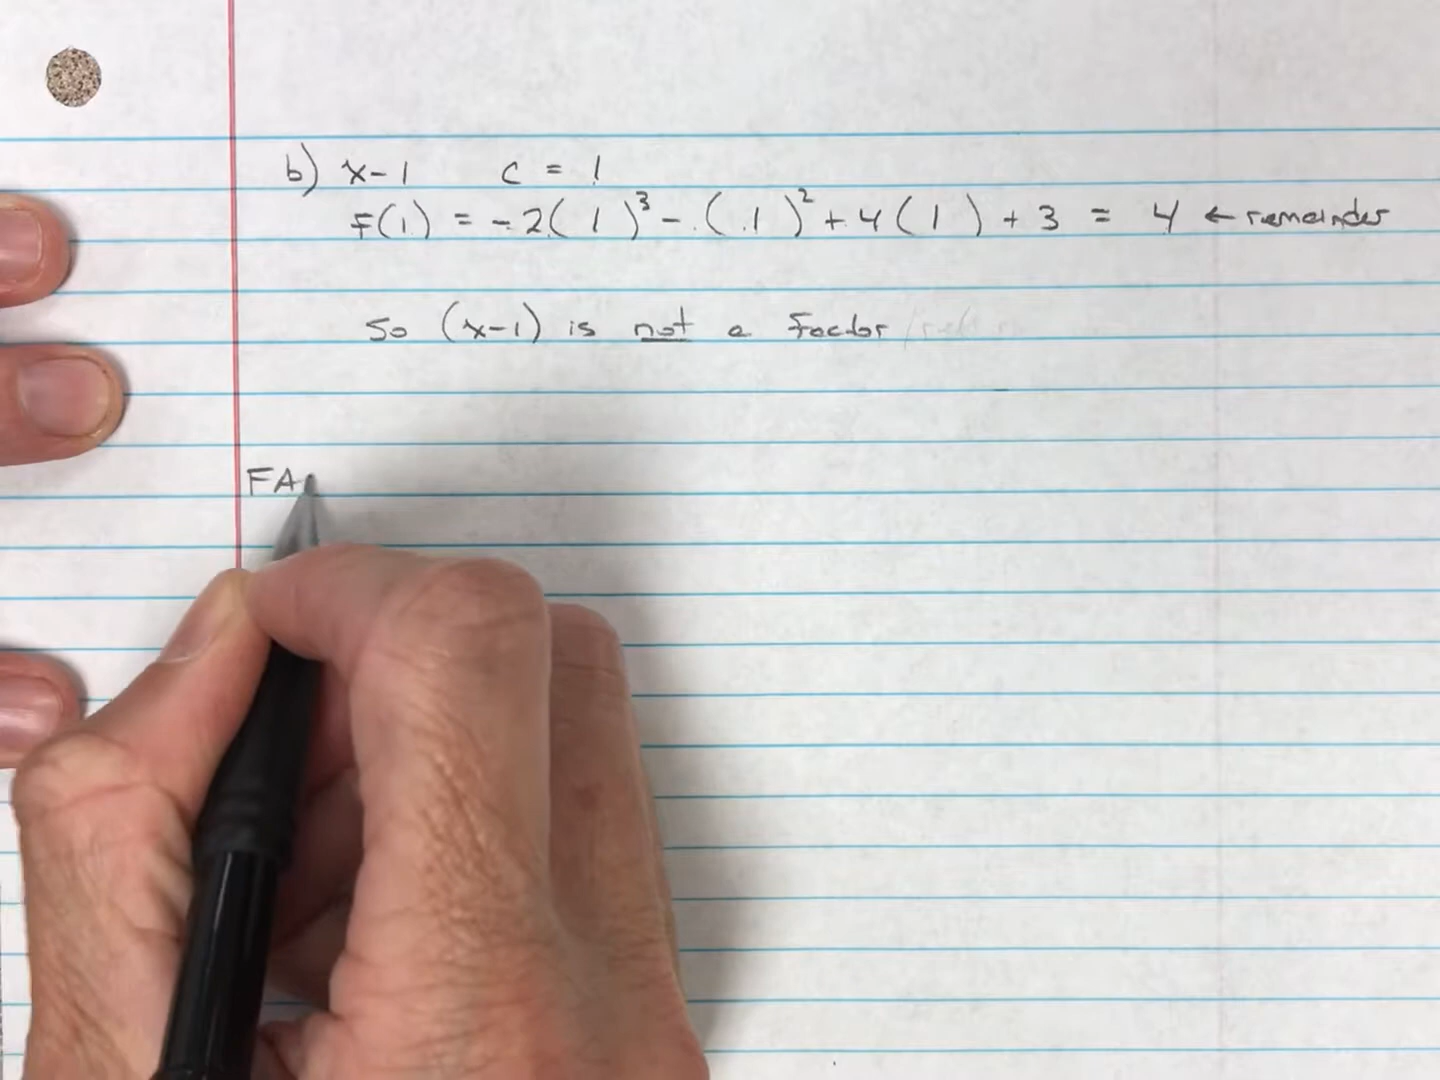 b) x-1 c = 1
F(1) = -2(1)³ - (1)² + 4(1) + 3 = 4 ← remainder
So (x-1) is not a factor
FA